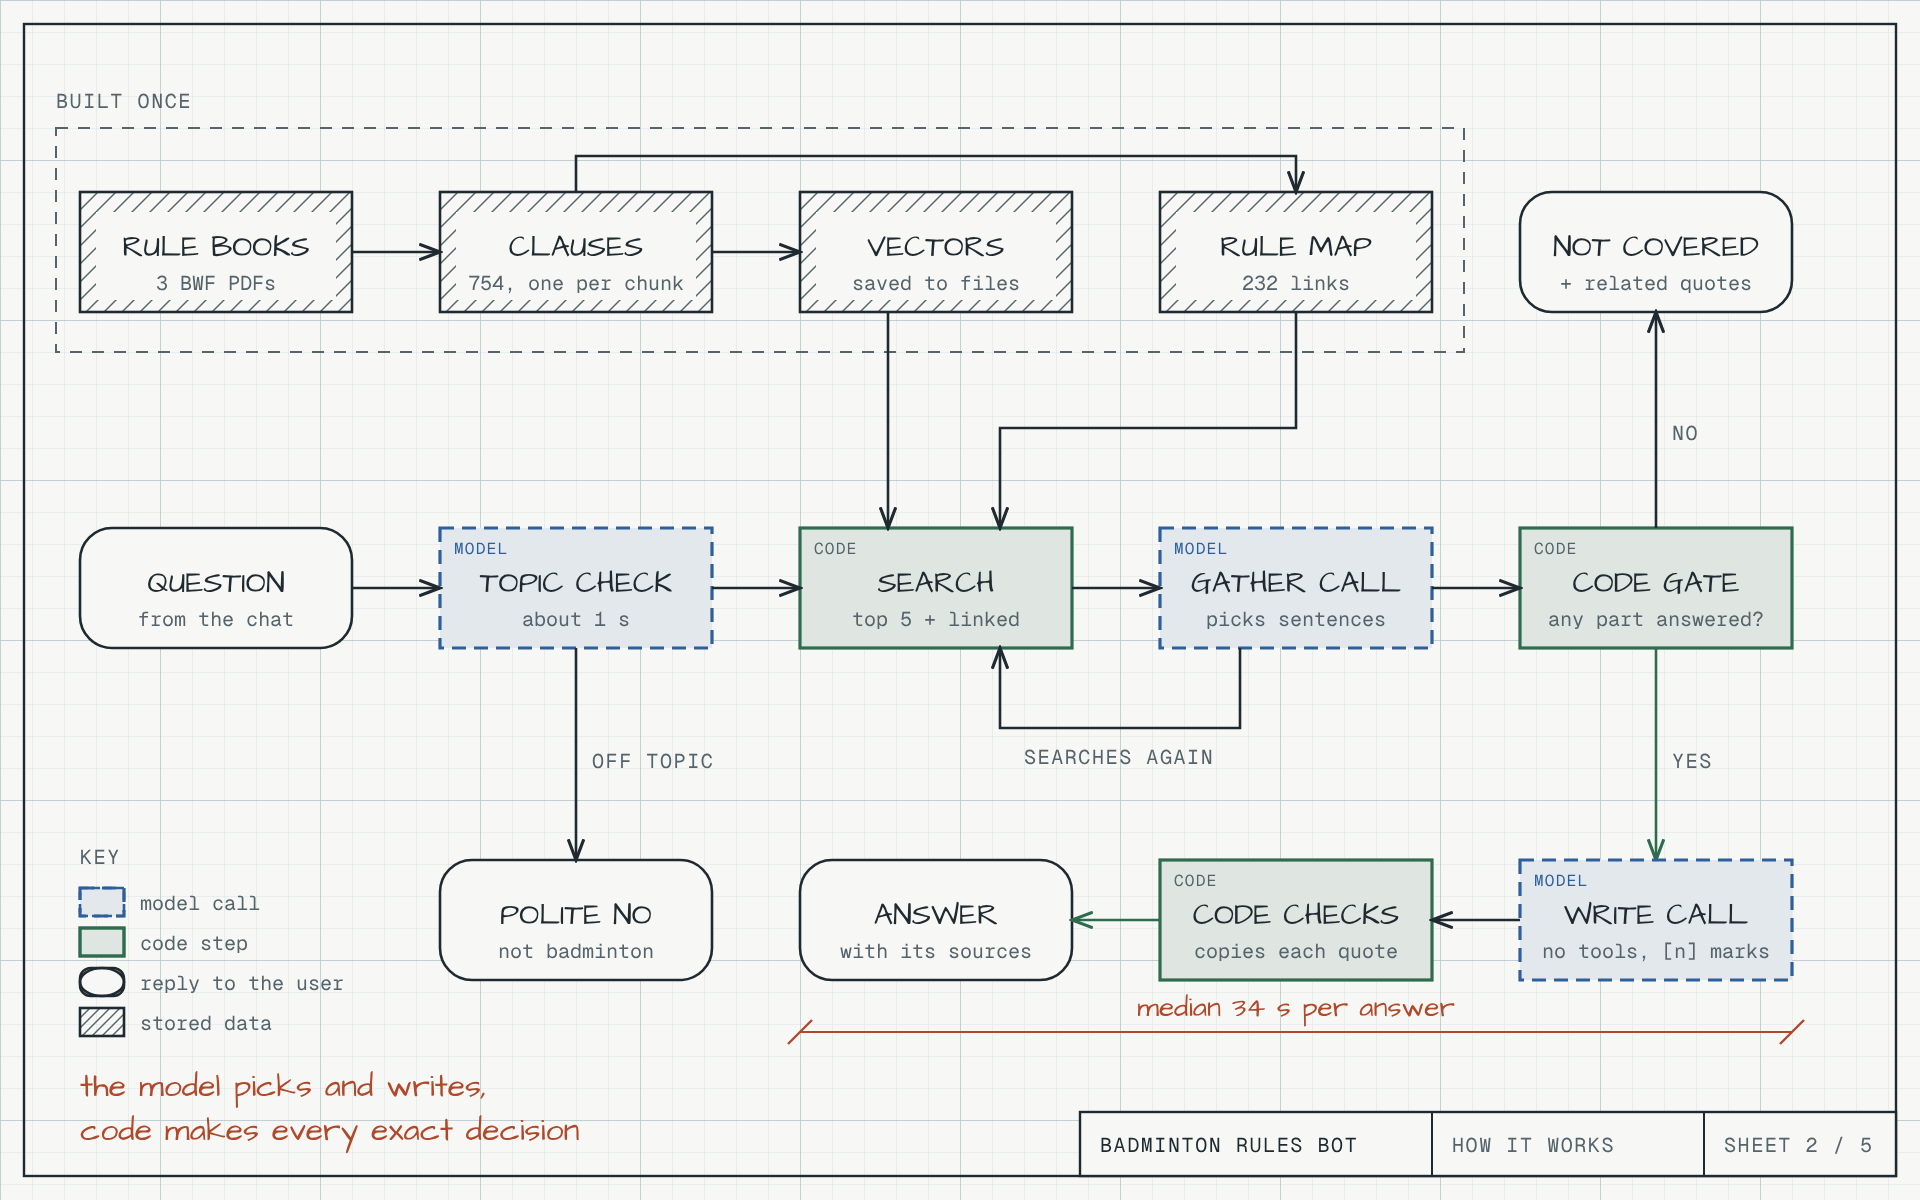 BUILT ONCE
RULE BOOKS
3 BWF PDFs
CLAUSES
754, one per chunk
VECTORS
saved to files
RULE MAP
232 links
NOT COVERED
+ related quotes
NO
QUESTION
from the chat
MODEL
TOPIC CHECK
about 1 s
CODE
SEARCH
top 5 + linked
MODEL
GATHER CALL
picks sentences
CODE
CODE GATE
any part answered?
OFF TOPIC
SEARCHES AGAIN
YES
KEY
model call
code step
reply to the user
stored data
POLITE NO
not badminton
ANSWER
with its sources
CODE
CODE CHECKS
copies each quote
MODEL
WRITE CALL
no tools, [n] marks
median 34 s per answer
the model picks and writes,
code makes every exact decision
BADMINTON RULES BOT
HOW IT WORKS
SHEET 2 / 5